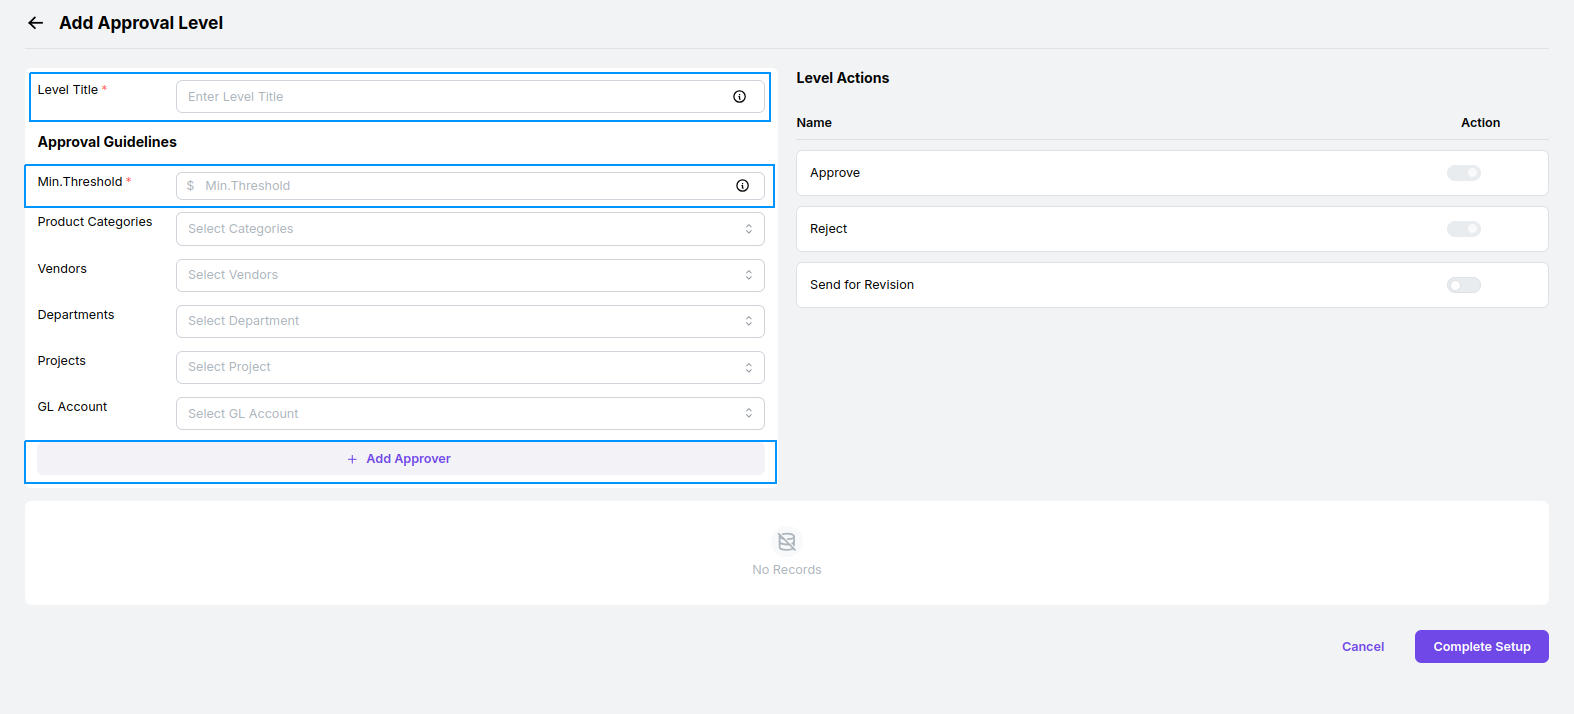 Add Approval Level
Level Title *
Enter Level Title
Approval Guidelines
Min.Threshold *
$ Min.Threshold
Product Categories
Select Categories
Vendors
Select Vendors
Departments
Select Department
Projects
Select Project
GL Account
Select GL Account
+ Add Approver
Level Actions
Name Action
Approve
Reject
Send for Revision
No Records
Cancel Complete Setup